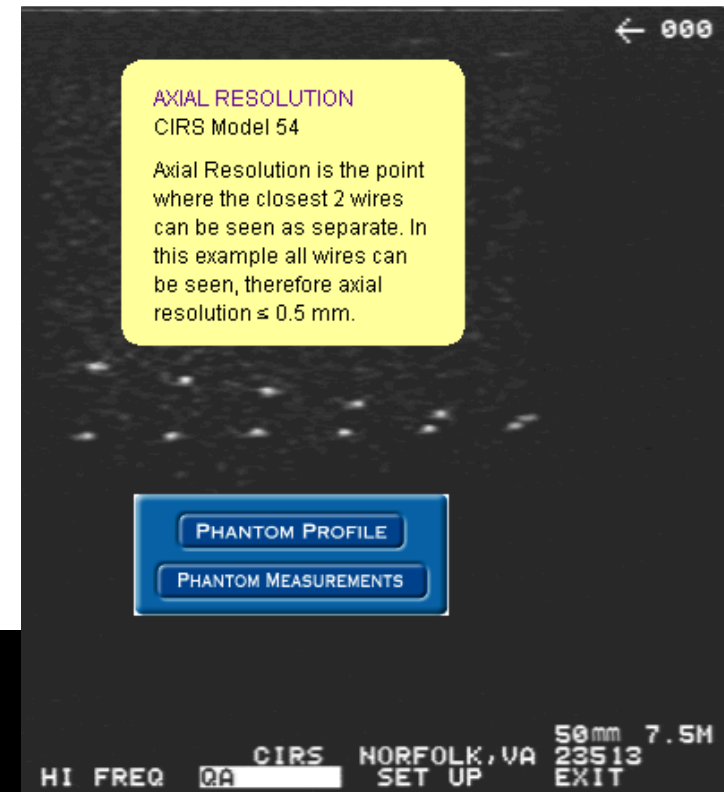 ← 000
AXIAL RESOLUTION
CIRS Model 54
Axial Resolution is the point
where the closest 2 wires
can be seen as separate. In
this example all wires can
be seen, therefore axial
resolution ≤ 0.5 mm.
PHANTOM PROFILE
PHANTOM MEASUREMENTS
50mm 7.5M
CIRS NORFOLK,VA 23513
HI FREQ QA SET UP EXIT